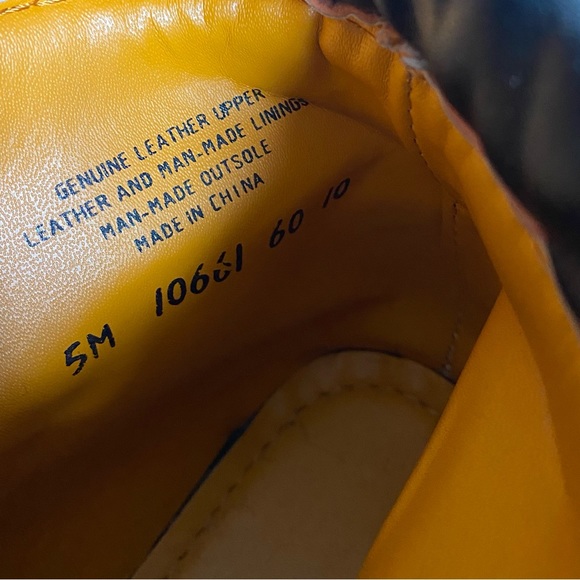 GENUINE LEATHER UPPER
LEATHER AND MAN-MADE LININGS
MAN-MADE OUTSOLE
MADE IN CHINA
5M 10661 60 10